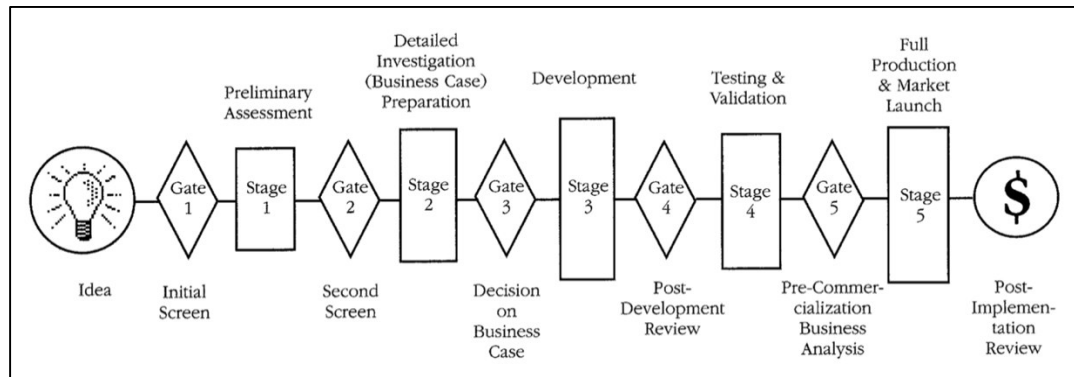 Preliminary
Assessment
Detailed
Investigation
(Business Case)
Preparation
Development
Testing &
Validation
Full
Production
& Market
Launch
Gate
1
Stage
1
Gate
2
Stage
2
Gate
3
Stage
3
Gate
4
Stage
4
Gate
5
Stage
5
$
Idea
Initial
Screen
Second
Screen
Decision
on
Business
Case
Post-
Development
Review
Pre-Commer-
cialization
Business
Analysis
Post-
Implemen-
tation
Review